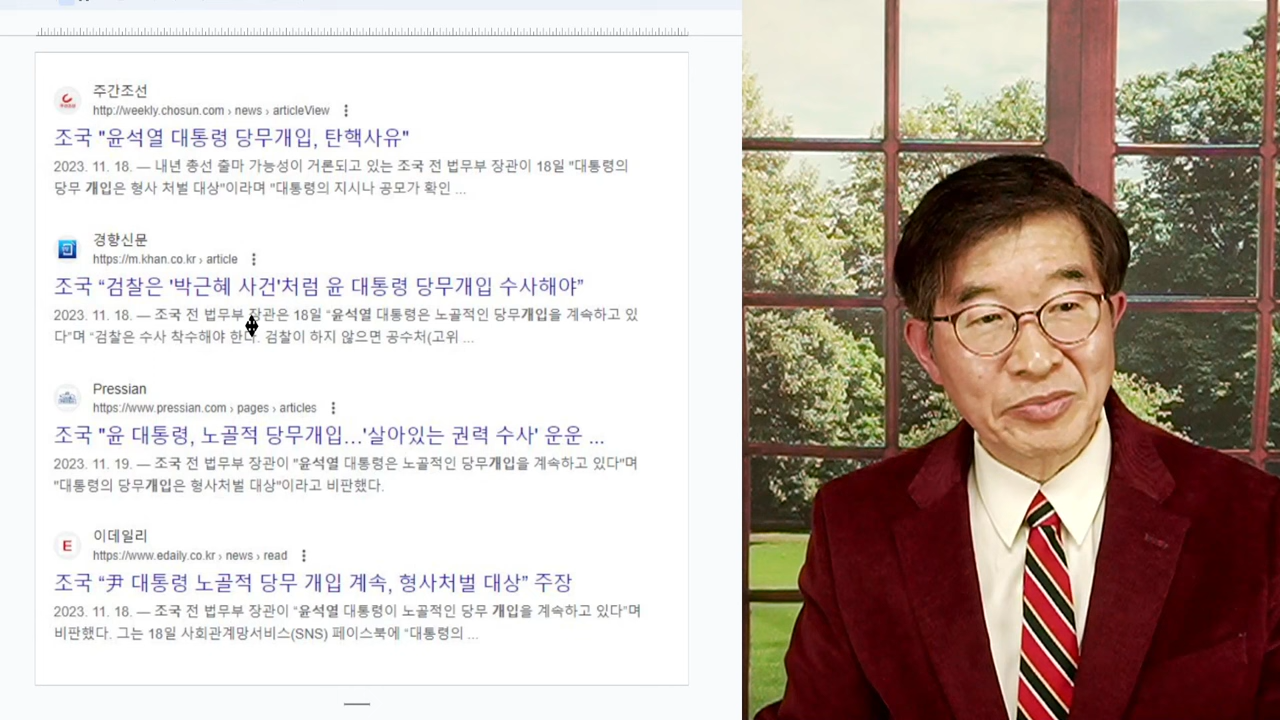 주간조선
http://weekly.chosun.com › news › articleView
조국 "윤석열 대통령 당무개입, 탄핵사유"
2023. 11. 18. — 내년 총선 출마 가능성이 거론되고 있는 조국 전 법무부 장관이 18일 "대통령의
당무 개입은 형사 처벌 대상"이라며 "대통령의 지시나 공모가 확인 ...
경향신문
https://m.khan.co.kr › article
조국 “검찰은 '박근혜 사건'처럼 윤 대통령 당무개입 수사해야”
2023. 11. 18. — 조국 전 법무부 장관은 18일 “윤석열 대통령은 노골적인 당무개입을 계속하고 있
다”며 “검찰은 수사 착수해야 한다. 검찰이 하지 않으면 공수처(고위 ...
Pressian
https://www.pressian.com › pages › articles
조국 "윤 대통령, 노골적 당무개입…'살아있는 권력 수사' 운운 ...
2023. 11. 19. — 조국 전 법무부 장관이 "윤석열 대통령은 노골적인 당무개입을 계속하고 있다"며
"대통령의 당무개입은 형사처벌 대상"이라고 비판했다.
E
이데일리
https://www.edaily.co.kr › news › read
조국 “尹 대통령 노골적 당무 개입 계속, 형사처벌 대상” 주장
2023. 11. 18. — 조국 전 법무부 장관이 “윤석열 대통령이 노골적인 당무 개입을 계속하고 있다”며
비판했다. 그는 18일 사회관계망서비스(SNS) 페이스북에 “대통령의 ...